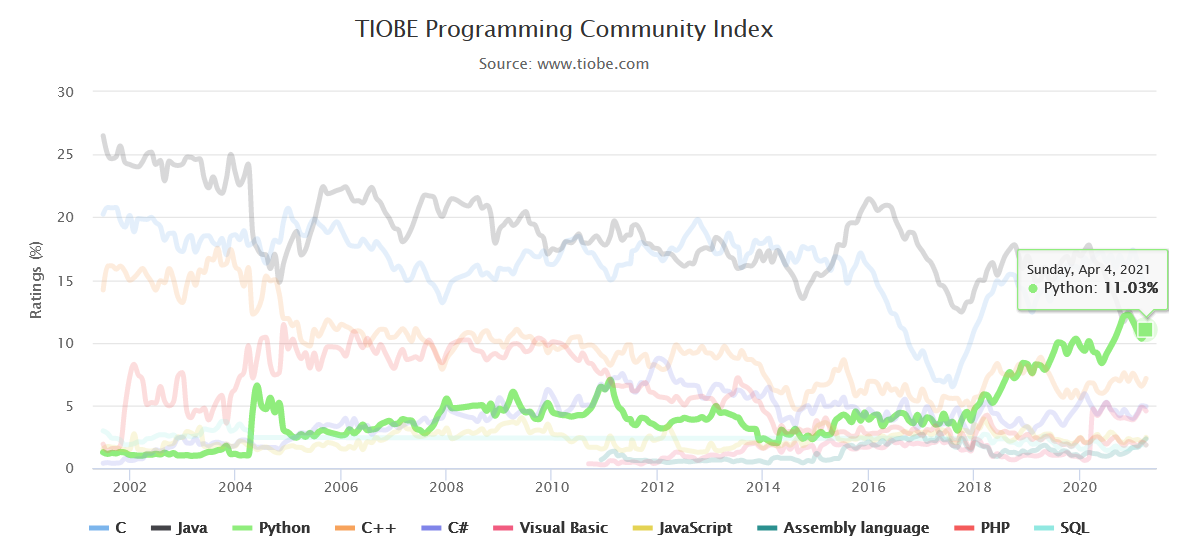 TIOBE Programming Community Index
Source: www.tiobe.com
Ratings (%)
30
25
20
15
10
5
0
Sunday, Apr 4, 2021
Python: 11.03%
2002 2004 2006 2008 2010 2012 2014 2016 2018 2020
C Java Python C++ C# Visual Basic JavaScript Assembly language PHP SQL